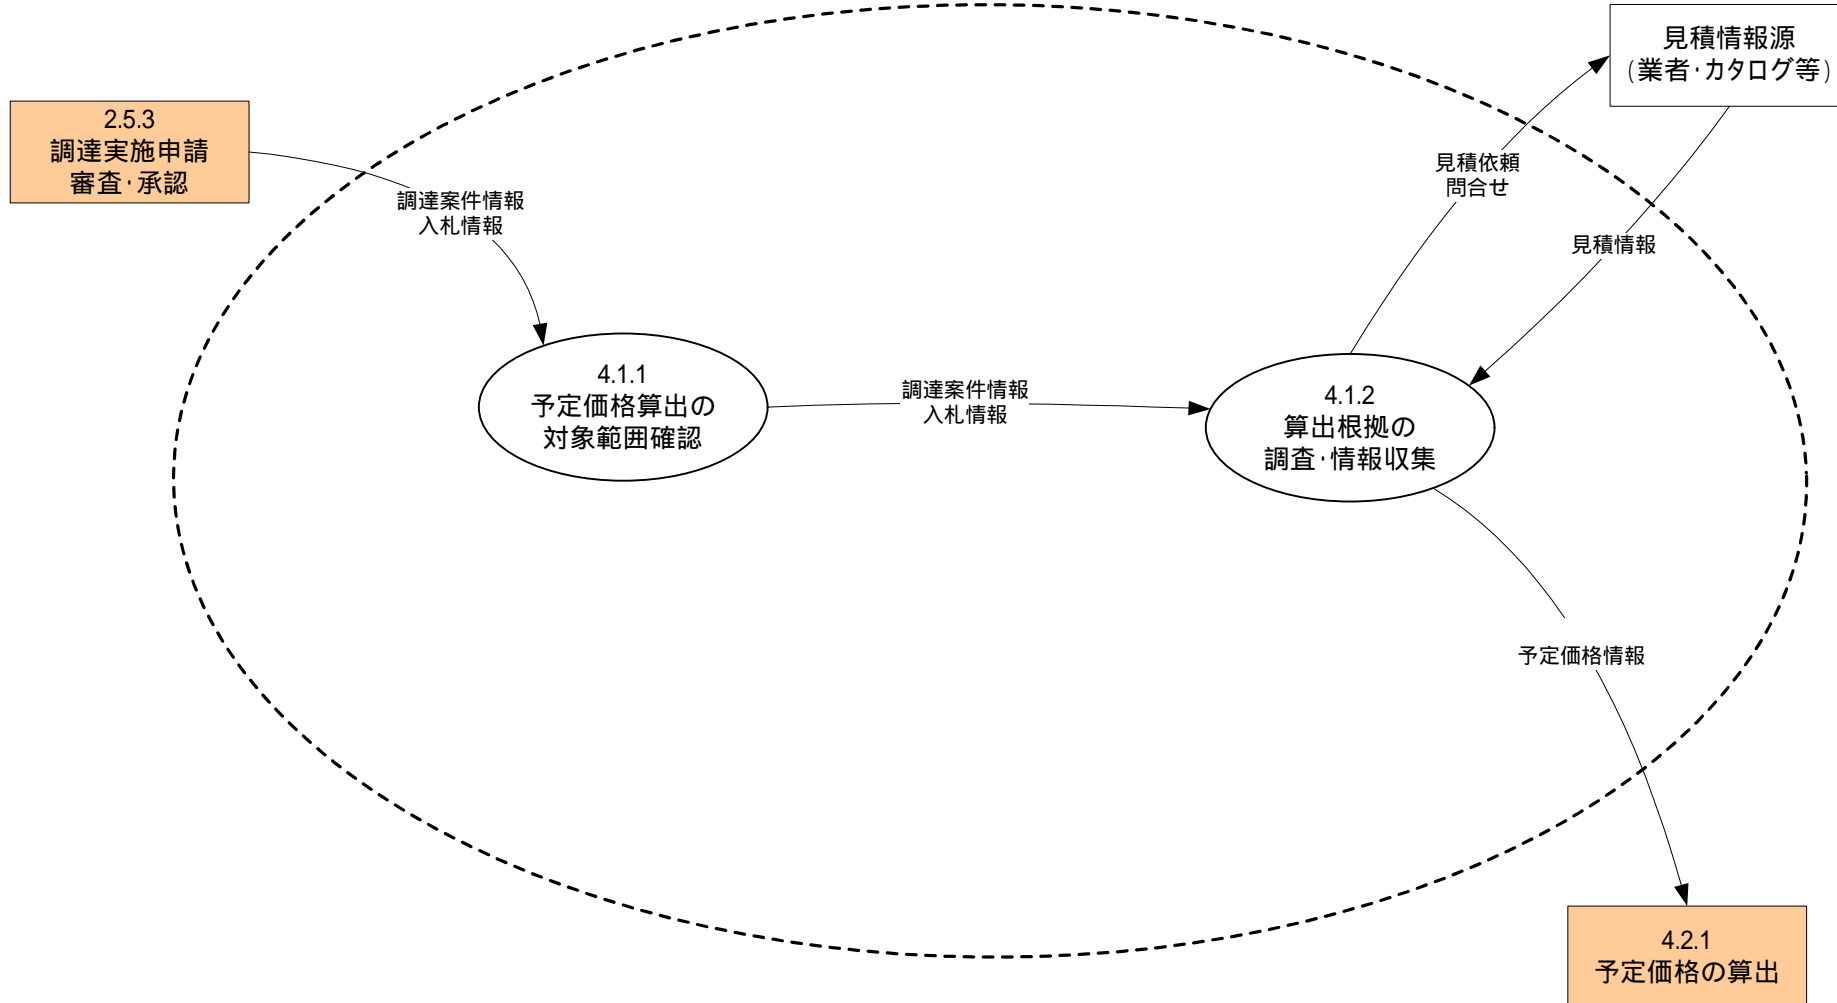 見積情報源
(業者・カタログ等)
2.5.3
調達実施申請
審査・承認
見積依頼
問合せ
調達案件情報
入札情報
見積情報
4.1.1
予定価格算出の
対象範囲確認
調達案件情報
入札情報
4.1.2
算出根拠の
調査・情報収集
予定価格情報
4.2.1
予定価格の算出